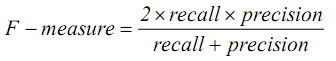 F − measure = 2 × recall × precision / recall + precision